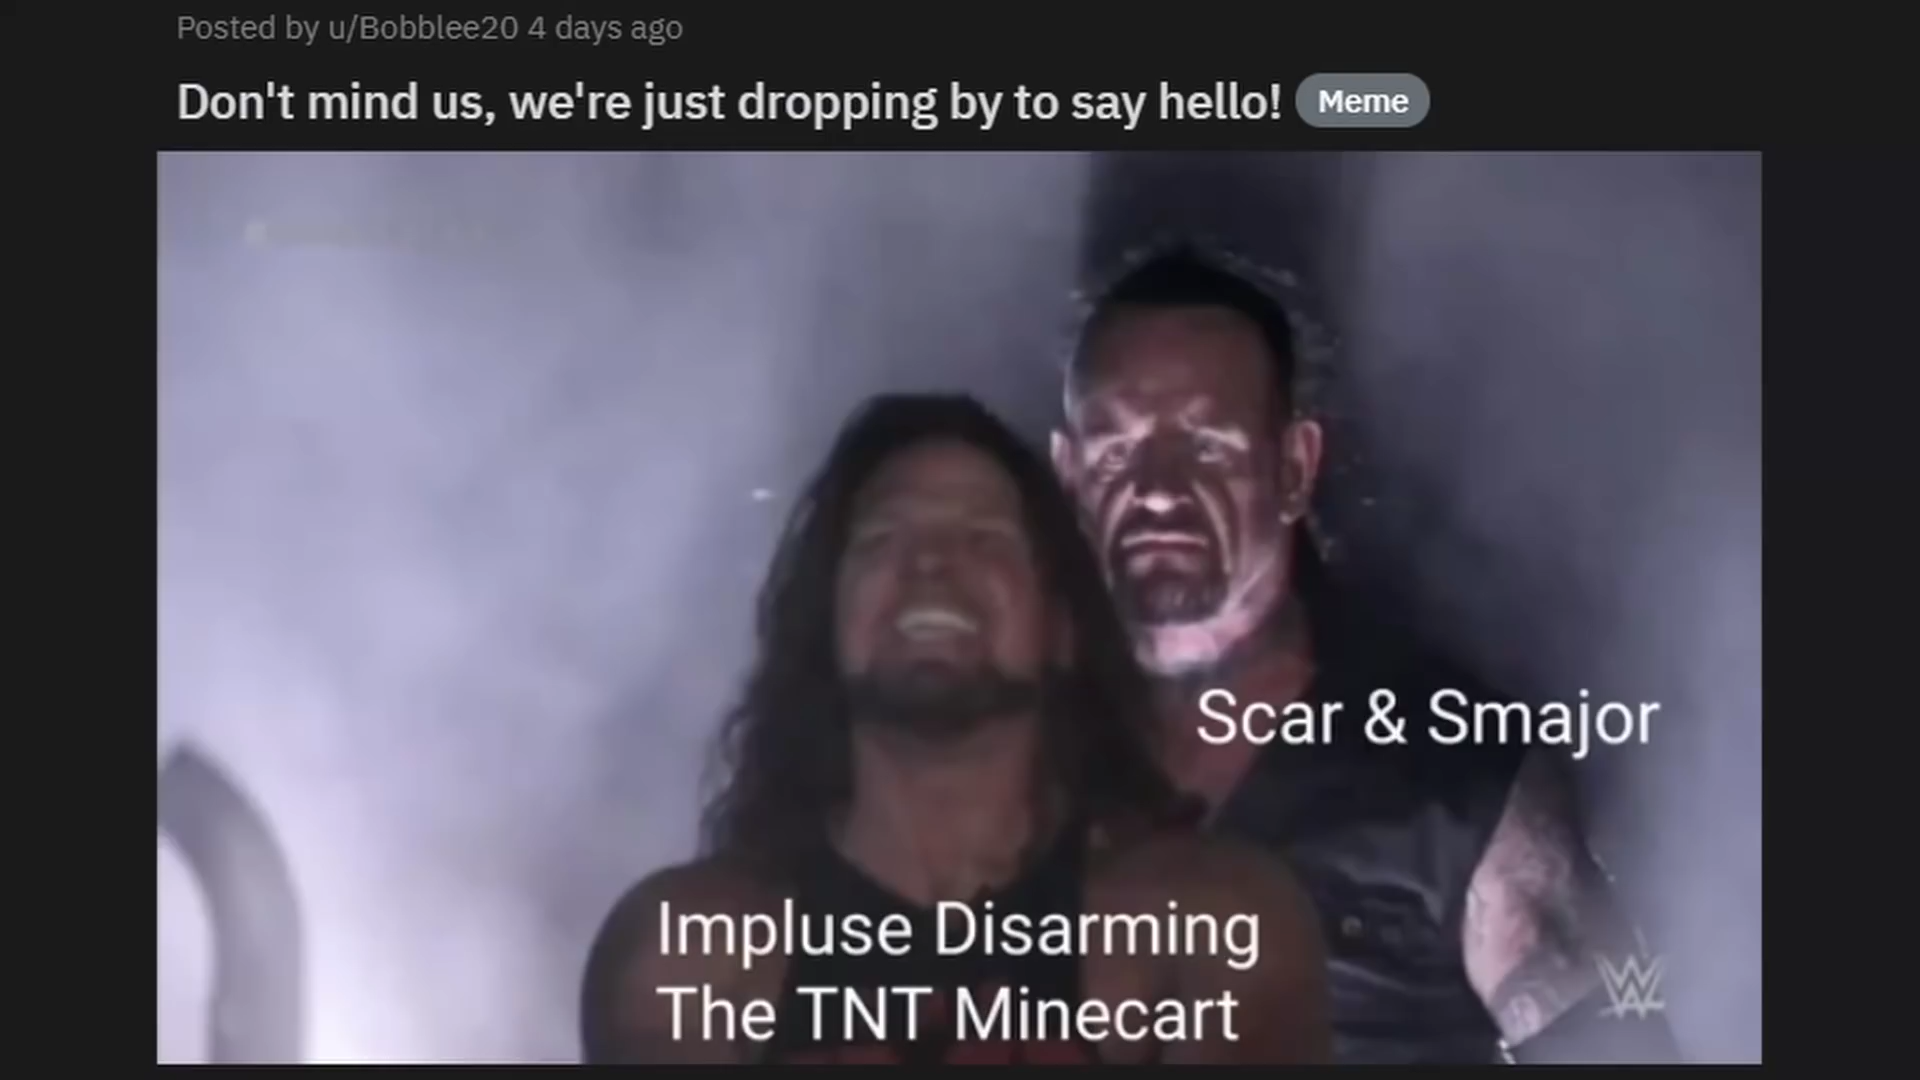 Posted by u/Bobblee20 4 days ago
Don't mind us, we're just dropping by to say hello! Meme
Scar & Smajor
Impluse Disarming
The TNT Minecart